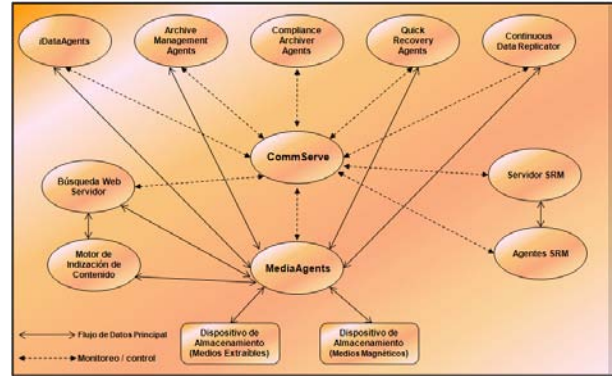 iDataAgents
Archive
Management
Agents
Compliance
Archiver
Agents
Quick
Recovery
Agents
Continuous
Data Replicator
CommServe
Búsqueda Web
Servidor
Servidor SRM
Motor de
Indización de
Contenido
MediaAgents
Agentes SRM
Dispositivo de
Almacenamiento
(Medios Extraíbles)
Dispositivo de
Almacenamiento
(Medios Magnéticos)
Flujo de Datos Principal
Monitoreo / control